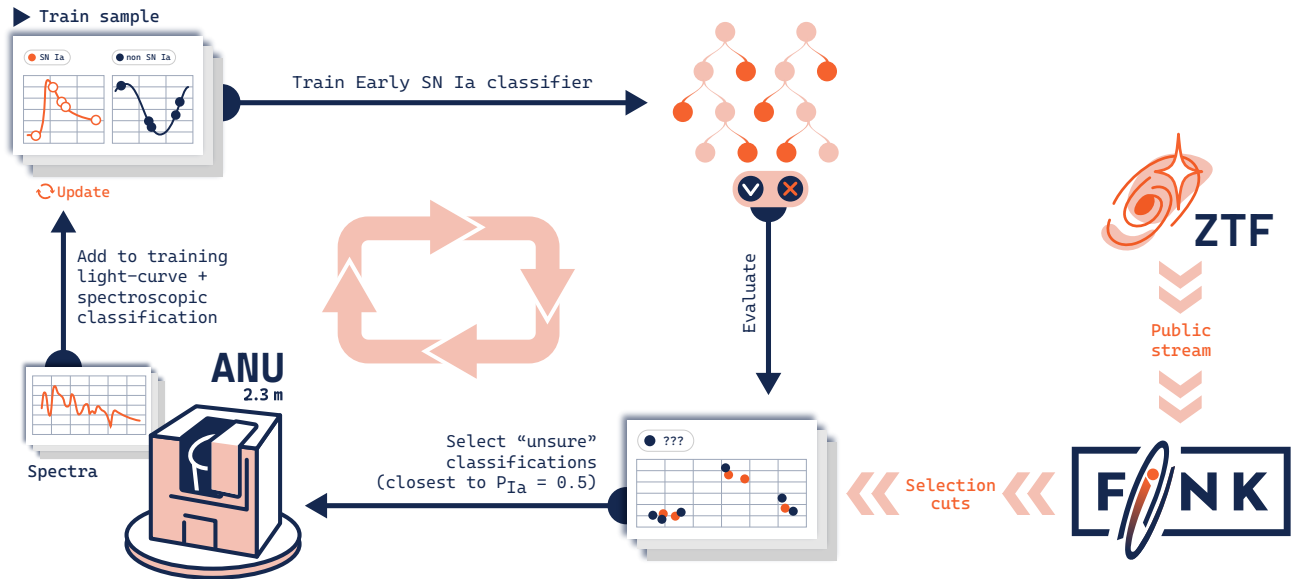 Train sample
SN Ia
non SN Ia
Train Early SN Ia classifier
Update
Add to training
light-curve +
spectroscopic
classification
Evaluate
ZTF
Public
stream
ANU
2.3 m
Spectra
Select “unsure”
classifications
(closest to P_Ia = 0.5)
???
Selection
cuts
FINK